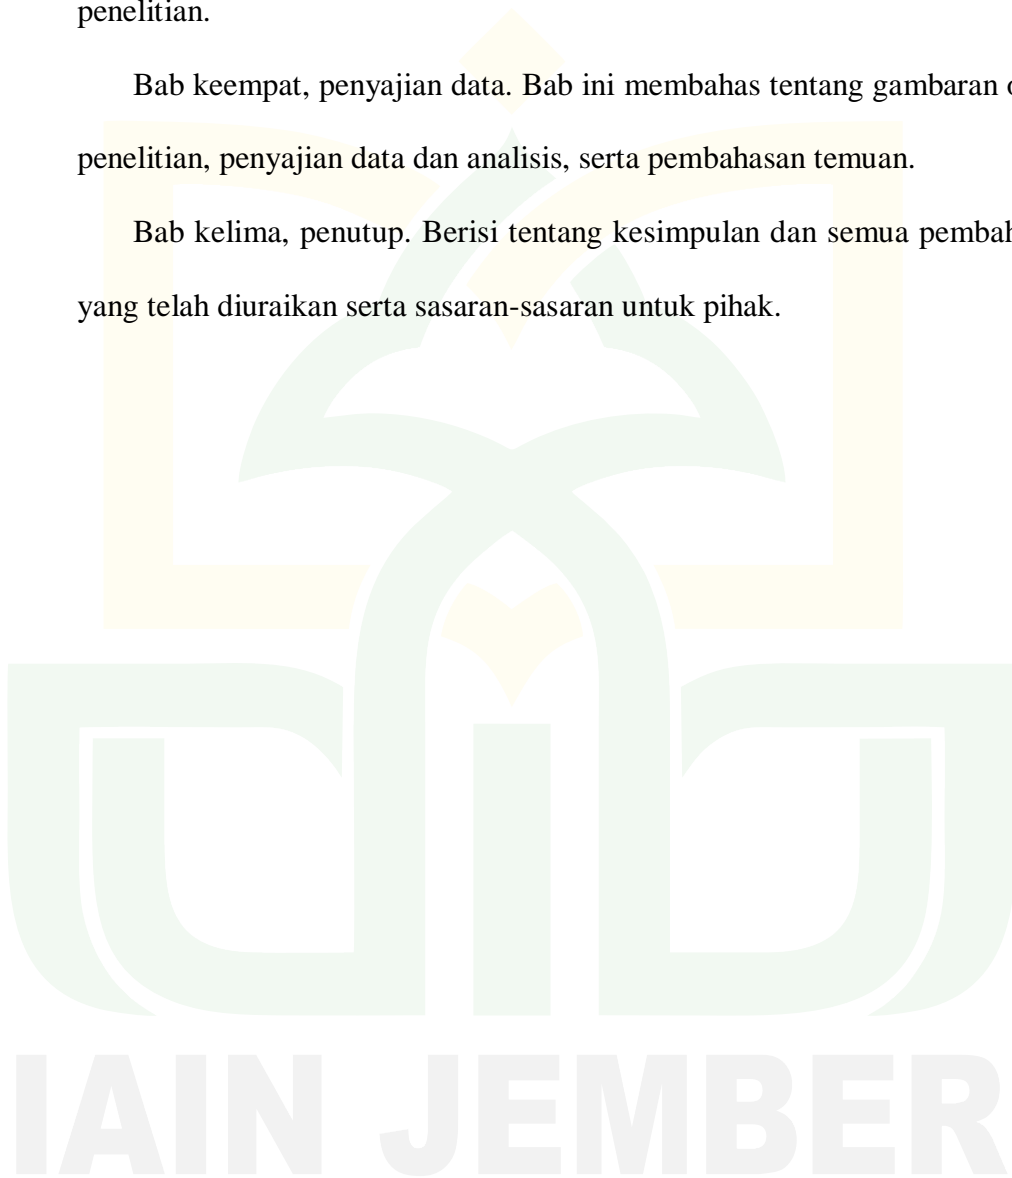 penelitian.
Bab keempat, penyajian data. Bab ini membahas tentang gambaran
penelitian, penyajian data dan analisis, serta pembahasan temuan.
Bab kelima, penutup. Berisi tentang kesimpulan dan semua
yang telah diuraikan serta sasaran-sasaran untuk pihak.
IAIN JEMBER